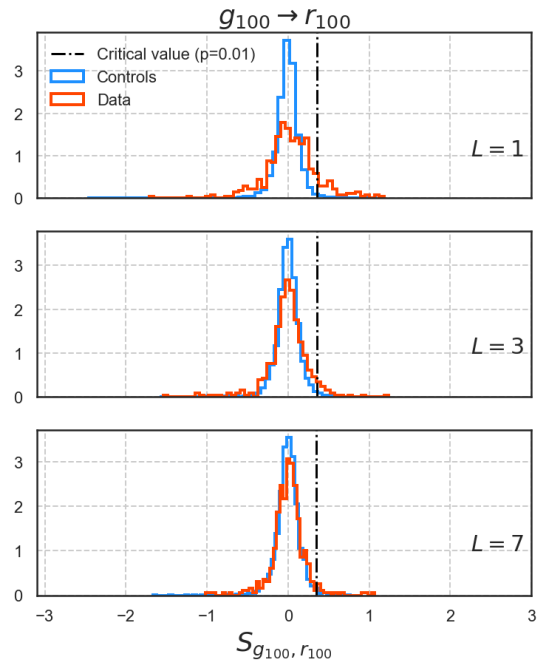 g100 → r100
Critical value (p=0.01)
Controls
Data
3
2
1
0
L = 1
3
2
1
0
L = 3
3
2
1
0
L = 7
−3 −2 −1 0 1 2 3
Sg100, r100